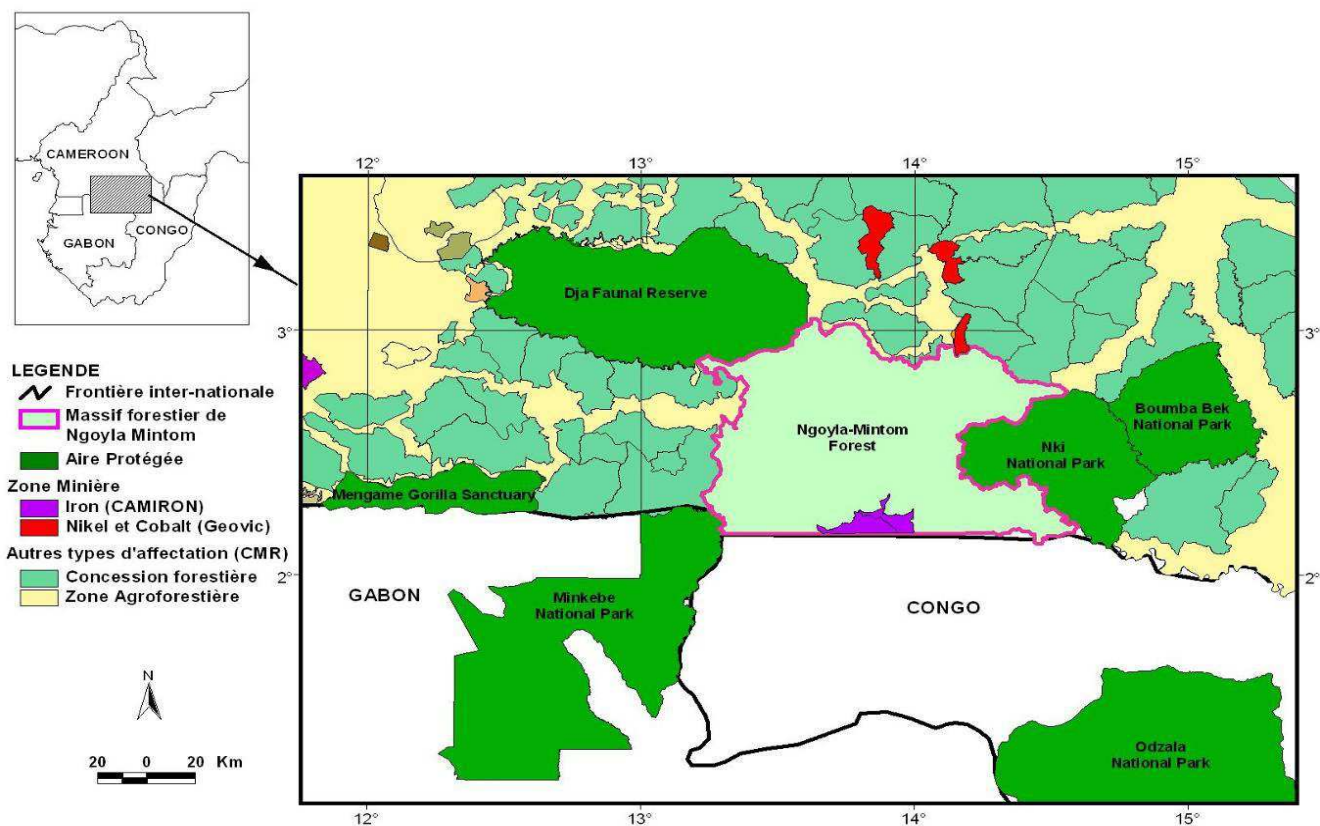 CAMEROON
GABON
CONGO
LEGENDE
Frontière inter-nationale
Massif forestier de
Ngoyla Mintom
Aire Protégée
Zone Minière
Iron (CAMIRON)
Nikel et Cobalt (Geovic)
Autres types d'affectation (CMR)
Concession forestière
Zone Agroforestière
N
20 0 20 Km
12° 13° 14° 15°
3°
2°
Dja Faunal Reserve
Ngoyla-Mintom
Forest
Boumba Bek
National Park
Nki
National Park
Mengame Gorilla Sanctuary
GABON
Minkebe
National Park
CONGO
Odzala
National Park
3°
2°
12° 13° 14° 15°